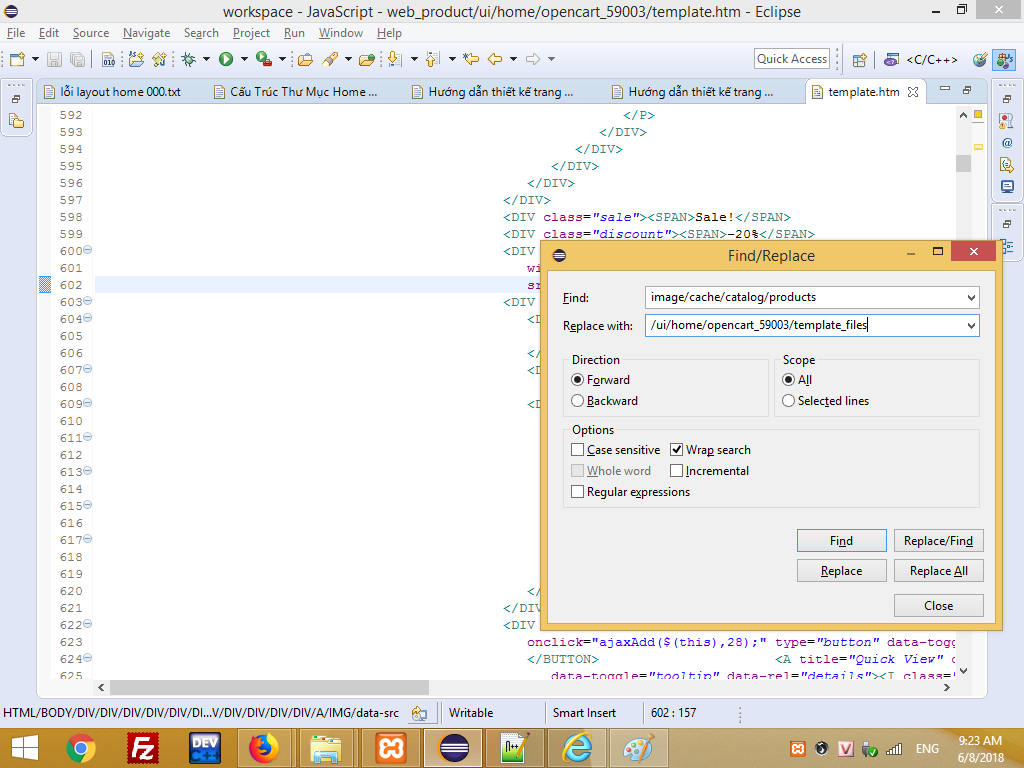 workspace - JavaScript - web_product/ui/home/opencart_59003/template.htm - Eclipse
File Edit Source Navigate Search Project Run Window Help
Quick Access <C/C++>
lỗi layout home 000.txt Cấu Trúc Thư Mục Home ... Hướng dẫn thiết kế trang ... Hướng dẫn thiết kế trang ... template.htm
592 </P>
593 </DIV>
594 </DIV>
595 </DIV>
596 </DIV>
597 </DIV>
598 <DIV class="sale"><SPAN>Sale!</SPAN>
599 <DIV class="discount"><SPAN>-20%</SPAN>
600 <DIV
601 wi
602 sr
603 <DIV
604 <D
605
606 </
607 <D
608
609 <D
610
611
612
613
614
615
616
617
618
619
620 </
621 </DIV
622 <DIV
623 onclick="ajaxAdd($(this),28);" type="button" data-togg
624 </BUTTON> <A title="Quick View"
625 data-toggle="tooltip" data-rel="details"><I class="
Find/Replace
Find: image/cache/catalog/products
Replace with: /ui/home/opencart_59003/template_files
Direction Scope
Forward All
Backward Selected lines
Options
Case sensitive Wrap search
Whole word Incremental
Regular expressions
Find Replace/Find
Replace Replace All
Close
HTML/BODY/DIV/DIV/DIV/DIV/DIV/DI...V/DIV/DIV/DIV/DIV/A/IMG/data-src Writable Smart Insert 602 : 157
Fz DEV C++ ENG 9:23 AM
6/8/2018